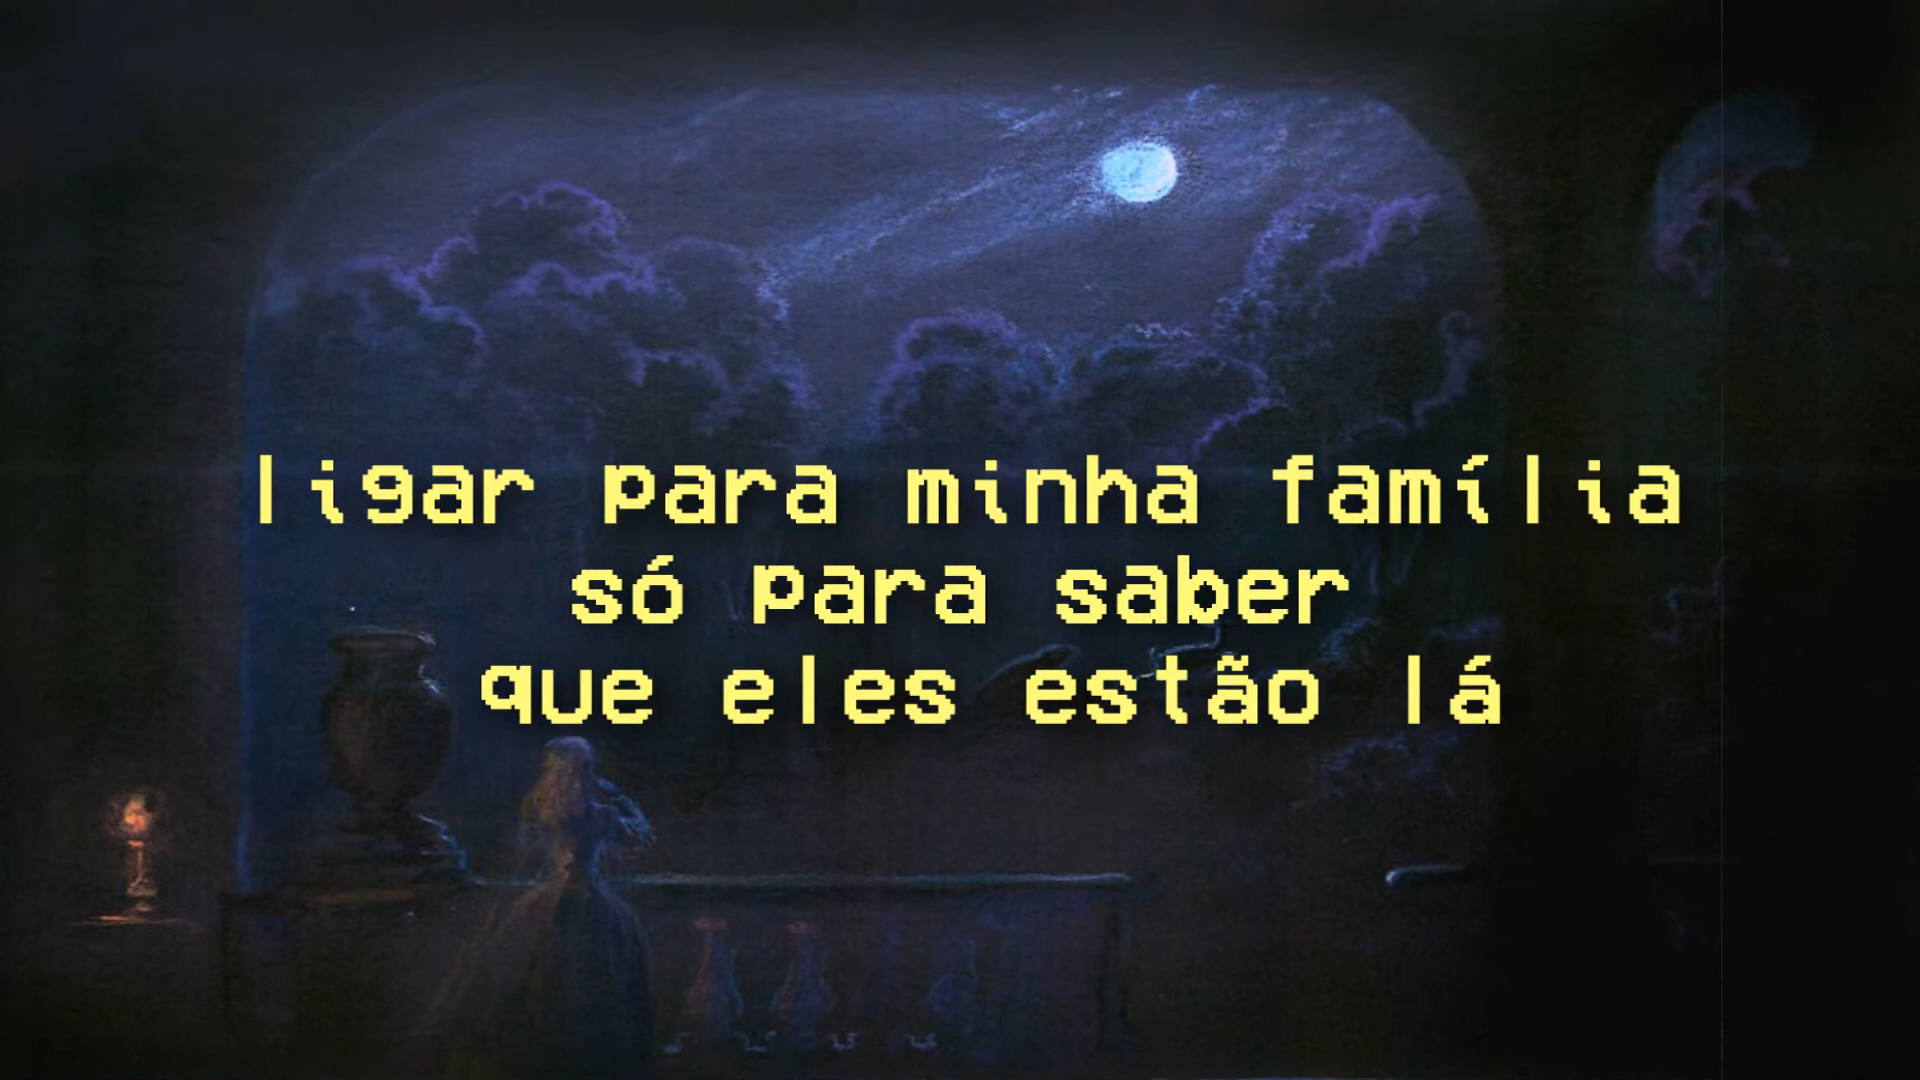 ligar para minha família
só para saber
que eles estão lá